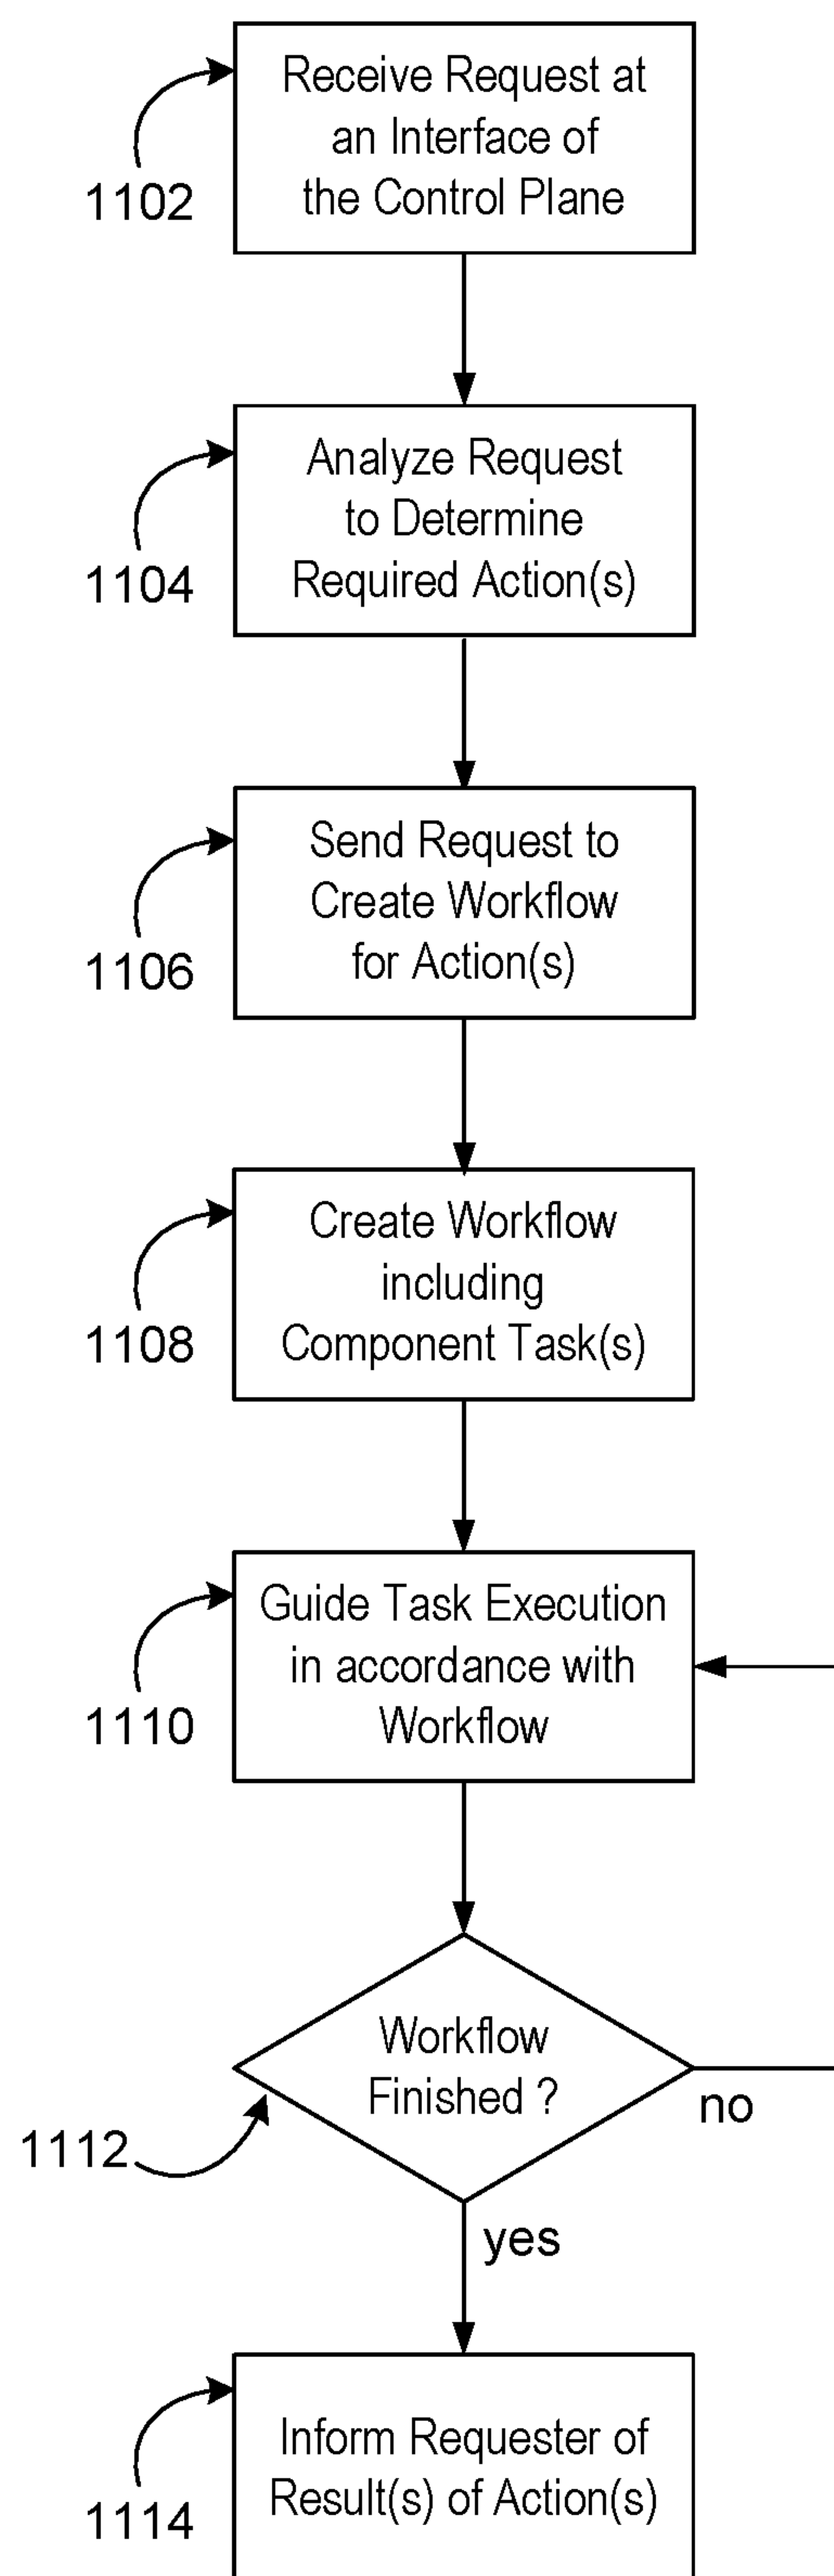 Receive Request at
an Interface of
the Control Plane
1102
Analyze Request
to Determine
Required Action(s)
1104
Send Request to
Create Workflow
for Action(s)
1106
Create Workflow
including
Component Task(s)
1108
Guide Task Execution
in accordance with
Workflow
1110
Workflow
Finished ?
no
1112
yes
Inform Requester of
Result(s) of Action(s)
1114